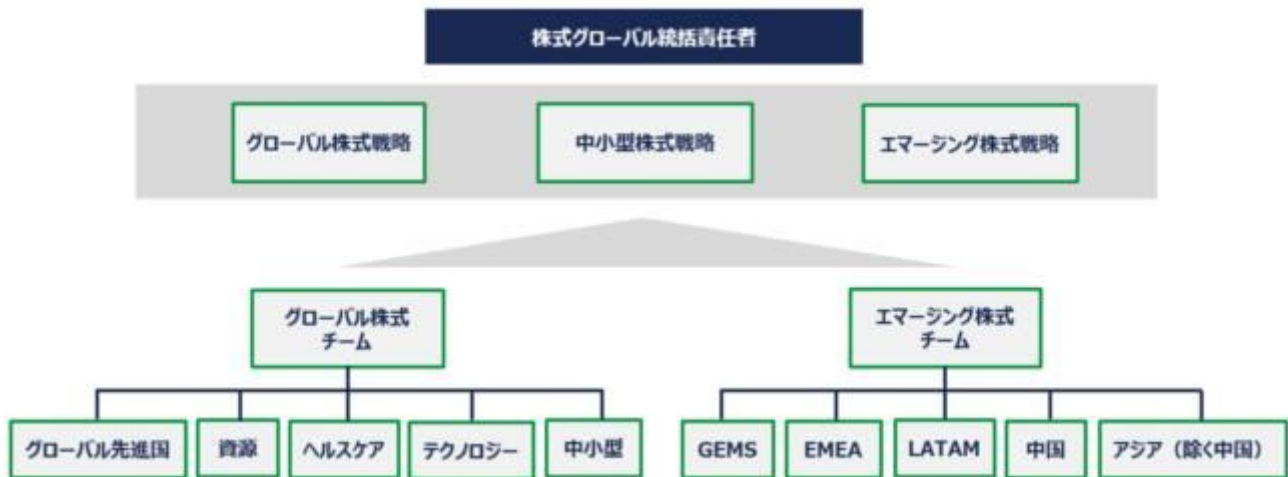 株式グローバル統括責任者
グローバル株式戦略
中小型株式戦略
エマージング株式戦略
グローバル株式
チーム
エマージング株式
チーム
グローバル先進国
資源
ヘルスケア
テクノロジー
中小型
GEMS
EMEA
LATAM
中国
アジア（除く中国）